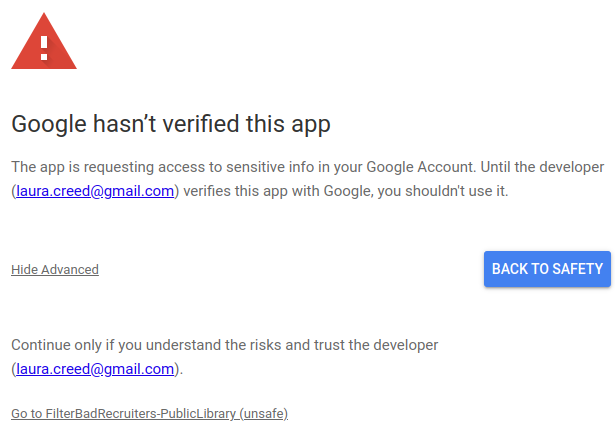 Google hasn’t verified this app
The app is requesting access to sensitive info in your Google Account. Until the developer
(laura.creed@gmail.com) verifies this app with Google, you shouldn't use it.
Hide Advanced
BACK TO SAFETY
Continue only if you understand the risks and trust the developer
(laura.creed@gmail.com).
Go to FilterBadRecruiters-PublicLibrary (unsafe)